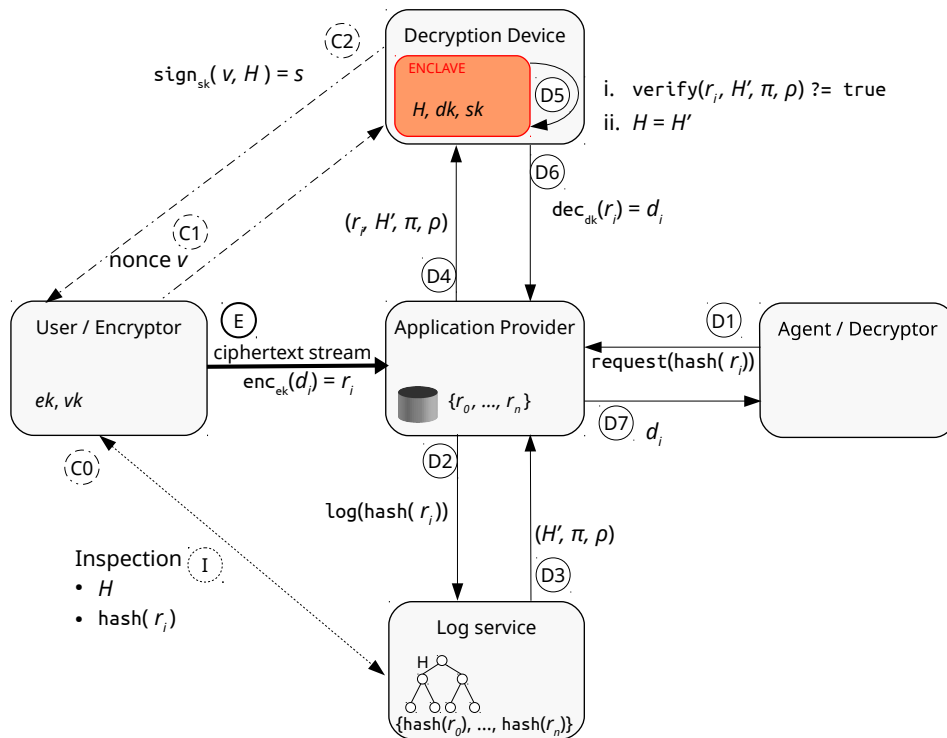 Decryption Device
C2
sign_sk( v, H ) = s
ENCLAVE
H, dk, sk
D5
i. verify(r_i, H′, π, ρ) ?= true
ii. H = H′
D6
dec_dk(r_i) = d_i
(r_i, H′, π, ρ)
C1
nonce v
D4
User / Encryptor
ek, vk
E
ciphertext stream
enc_ek(d_i) = r_i
Application Provider
{r_0, ..., r_n}
D1
request(hash( r_i))
Agent / Decryptor
D7
d_i
C0
D2
log(hash( r_i))
(H′, π, ρ)
D3
Inspection
I
• H
• hash( r_i)
Log service
H
{hash(r_0), ..., hash(r_n)}